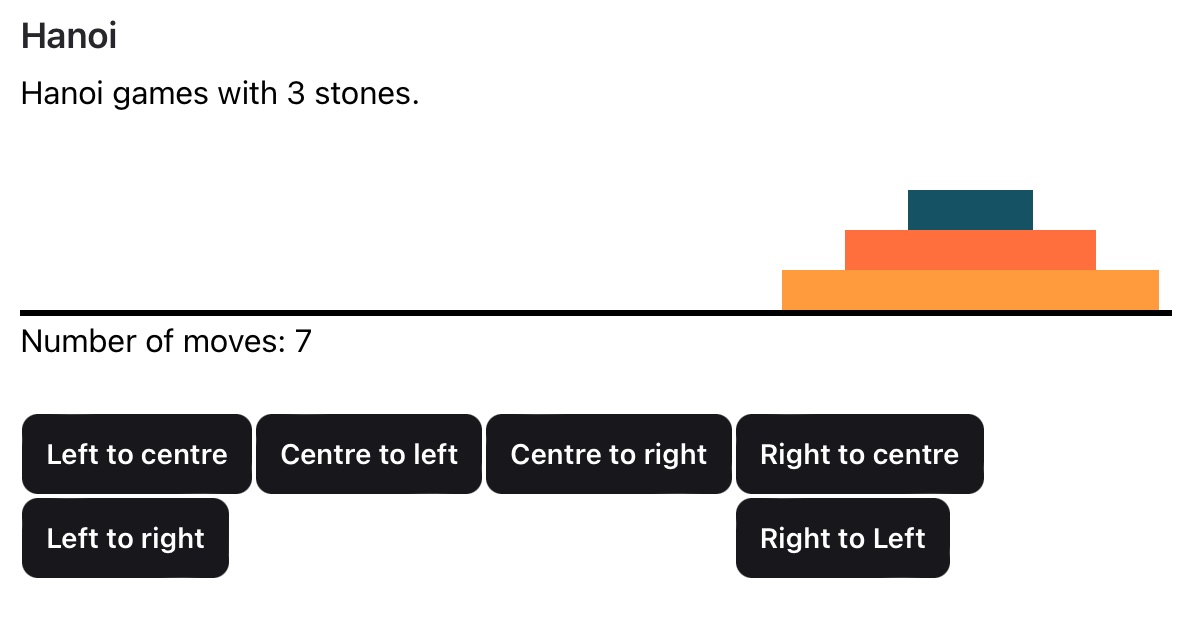 Hanoi
Hanoi games with 3 stones.
Number of moves: 7
Left to centre
Centre to left
Centre to right
Right to centre
Left to right
Right to Left